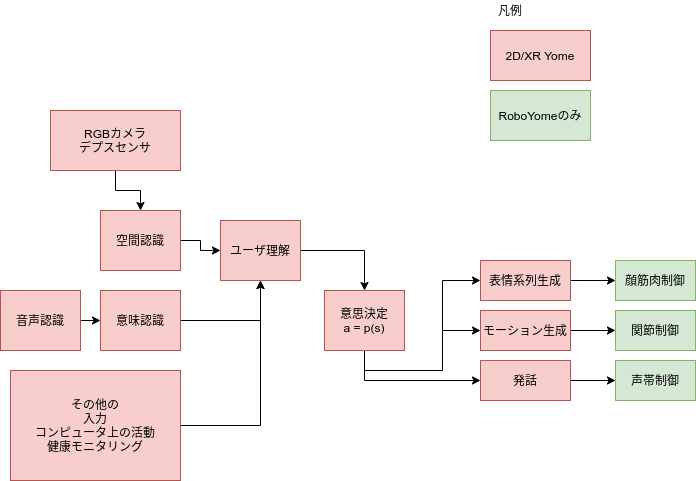 凡例
2D/XR Yome
RoboYomeのみ
RGBカメラ
デプスセンサ
空間認識
ユーザ理解
音声認識
意味認識
その他の
入力
コンピュータ上の活動
健康モニタリング
意思決定
a = p(s)
表情系列生成
顔筋肉制御
モーション生成
関節制御
発話
声帯制御